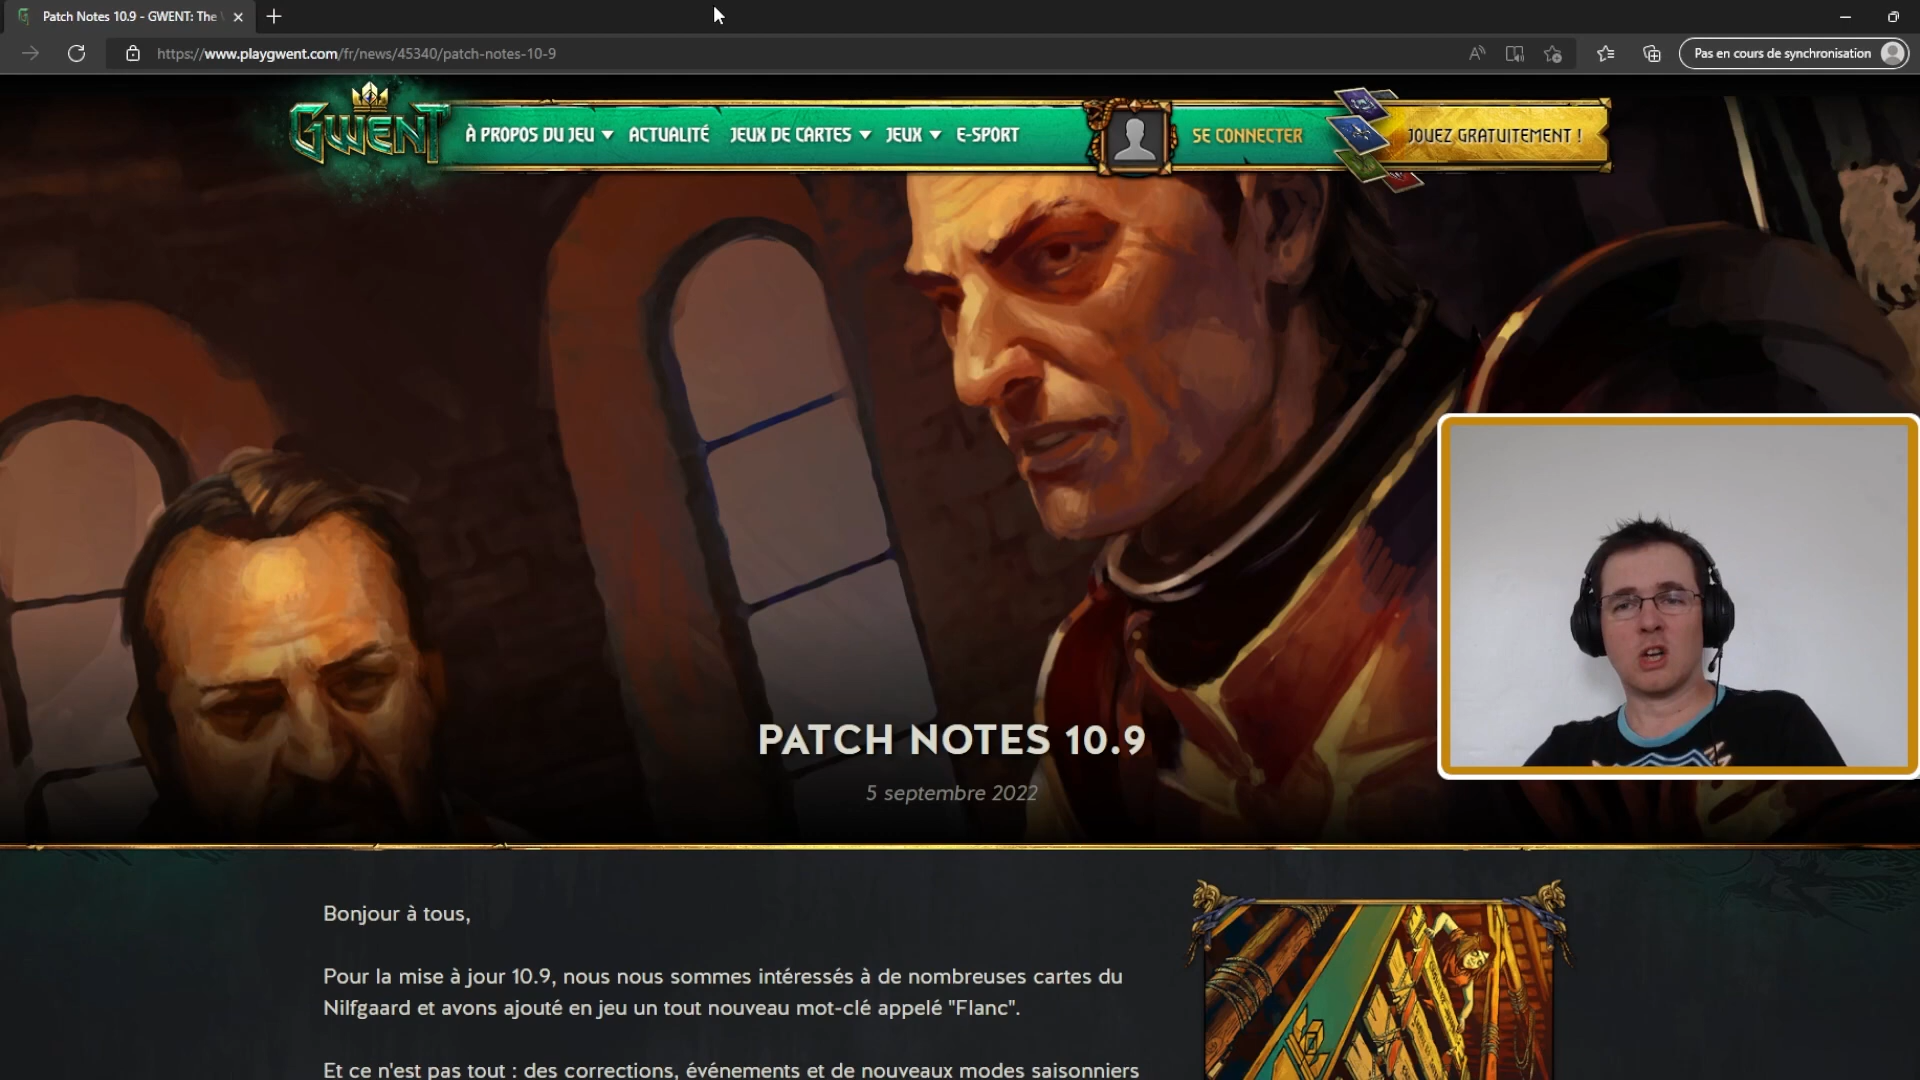 Patch Notes 10.9 - GWENT: The
https://www.playgwent.com/fr/news/45340/patch-notes-10-9
Pas en cours de synchronisation
GWENT
À PROPOS DU JEU
ACTUALITÉ
JEUX DE CARTES
JEUX
E-SPORT
SE CONNECTER
JOUEZ GRATUITEMENT !
PATCH NOTES 10.9
5 septembre 2022
Bonjour à tous,
Pour la mise à jour 10.9, nous nous sommes intéressés à de nombreuses cartes du
Nilfgaard et avons ajouté en jeu un tout nouveau mot-clé appelé "Flanc".
Et ce n'est pas tout : des corrections, événements et de nouveaux modes saisonniers